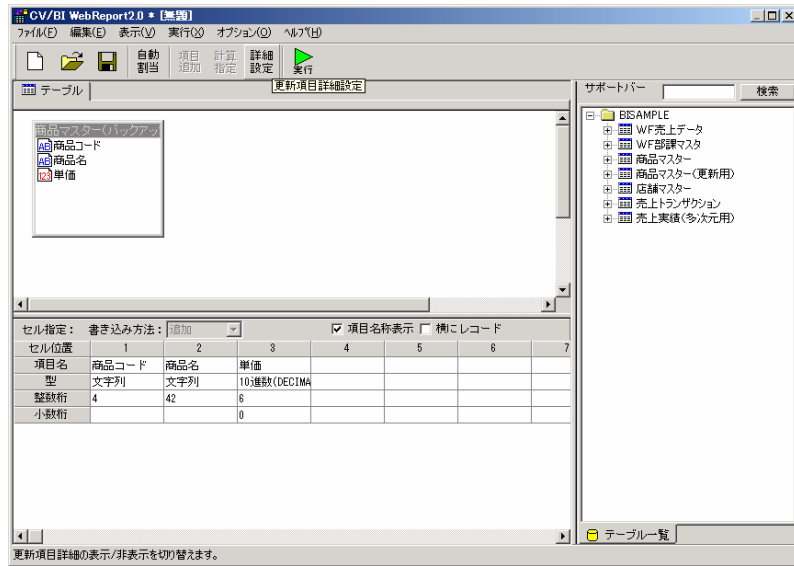 CV/BI WebReport2.0 * [無題]
ファイル(F) 編集(E) 表示(V) 実行(X) オプション(O) ヘルプ(H)
自動割当 項目追加 計算指定 詳細設定 実行
更新項目詳細設定
テーブル
サポートバー 検索
商品マスター(バックアッ
AB 商品コード
AB 商品名
123 単価
BISAMPLE
WF売上データ
WF部課マスタ
商品マスター
商品マスター(更新用)
店舗マスター
売上トランザクション
売上実績(多次元用)
セル指定: 書き込み方法: 追加 項目名称表示 横にレコード
セル位置 1 2 3 4 5 6 7
項目名 商品コード 商品名 単価
型 文字列 文字列 10進数(DECIMA
整数桁 4 42 6
小数桁 0
テーブル一覧
更新項目詳細の表示/非表示を切り替えます。